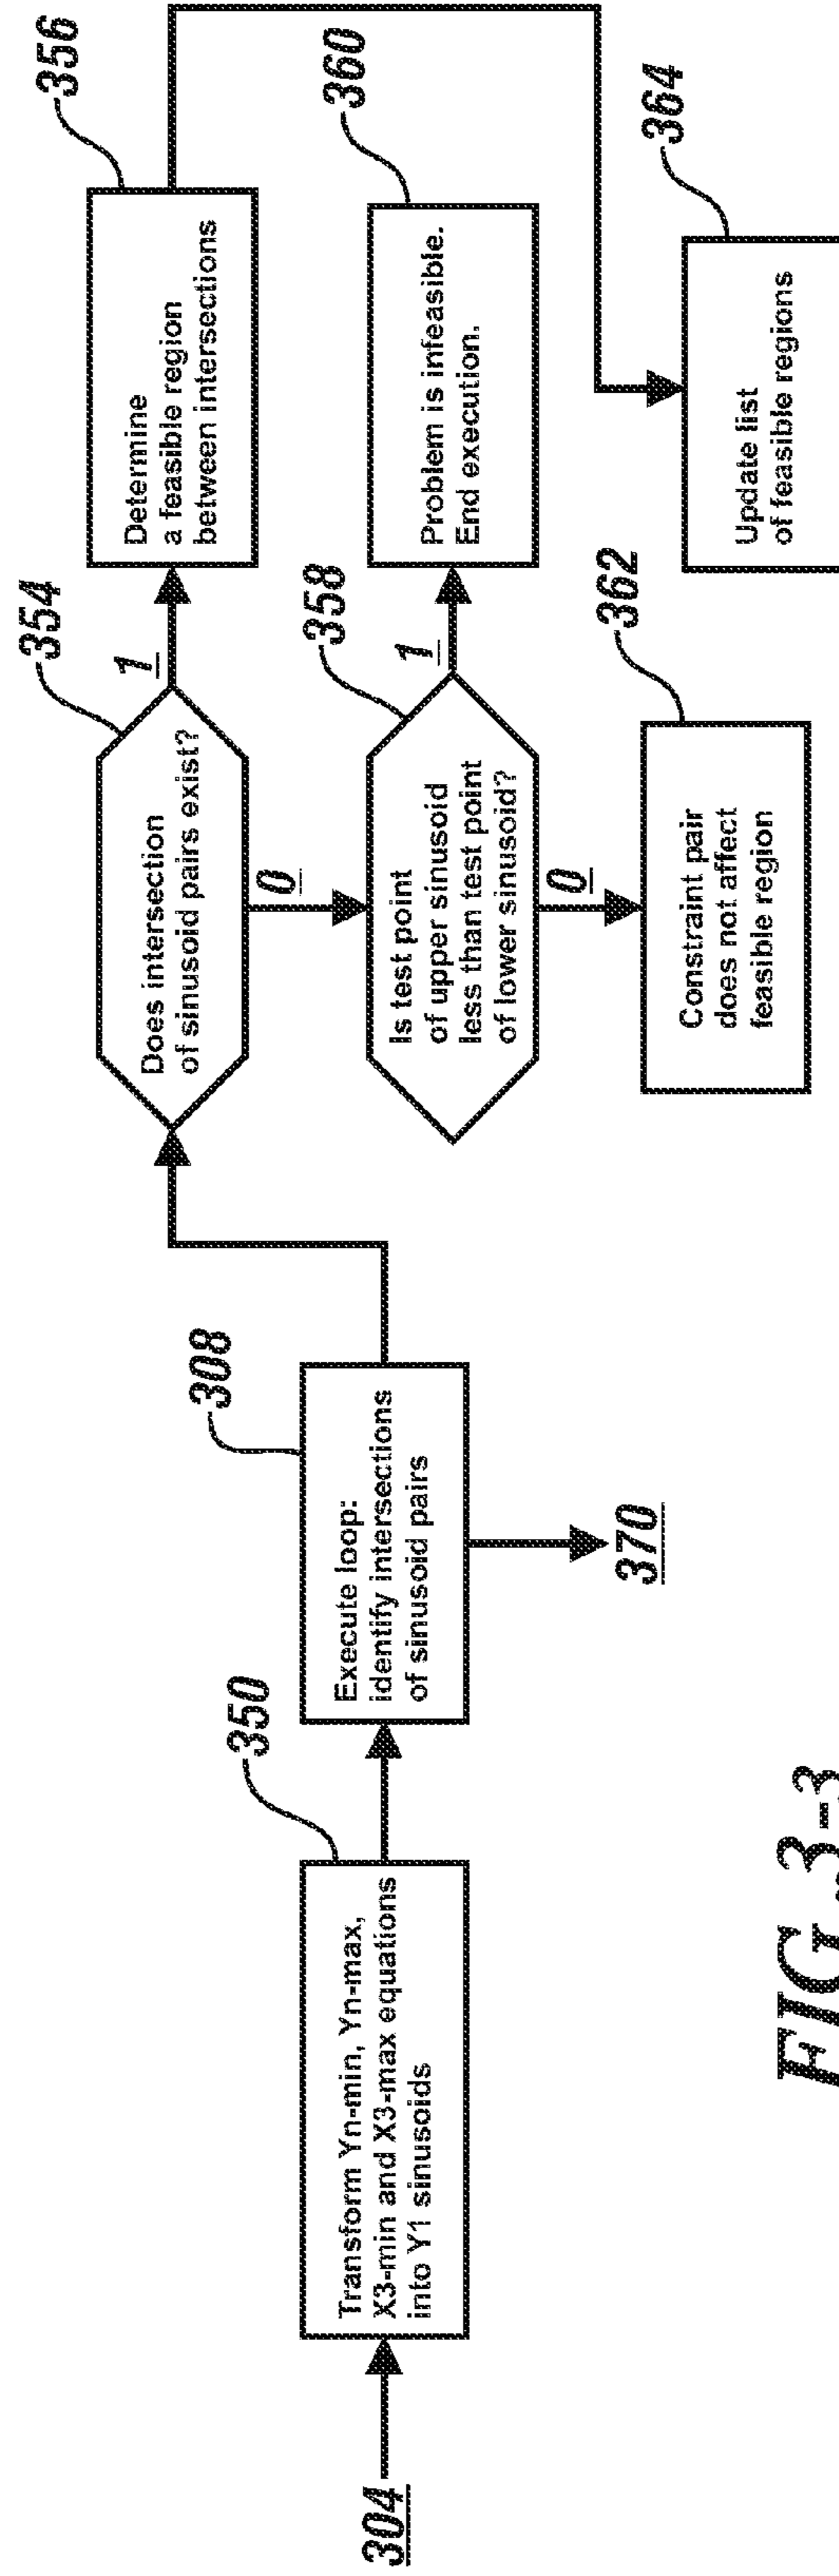 304
350
Transform Yn-min, Yn-max,
X3-min and X3-max equations
into Y1 sinusoids
308
Execute loop:
identify intersections
of sinusoid pairs
370
354
Does intersection
of sinusoid pairs exist?
1
0
356
Determine
a feasible region
between intersections
358
Is test point
of upper sinusoid
less than test point
of lower sinusoid?
1
0
360
Problem is infeasible.
End execution.
362
Constraint pair
does not affect
feasible region
364
Update list
of feasible regions
FIG. 3-3